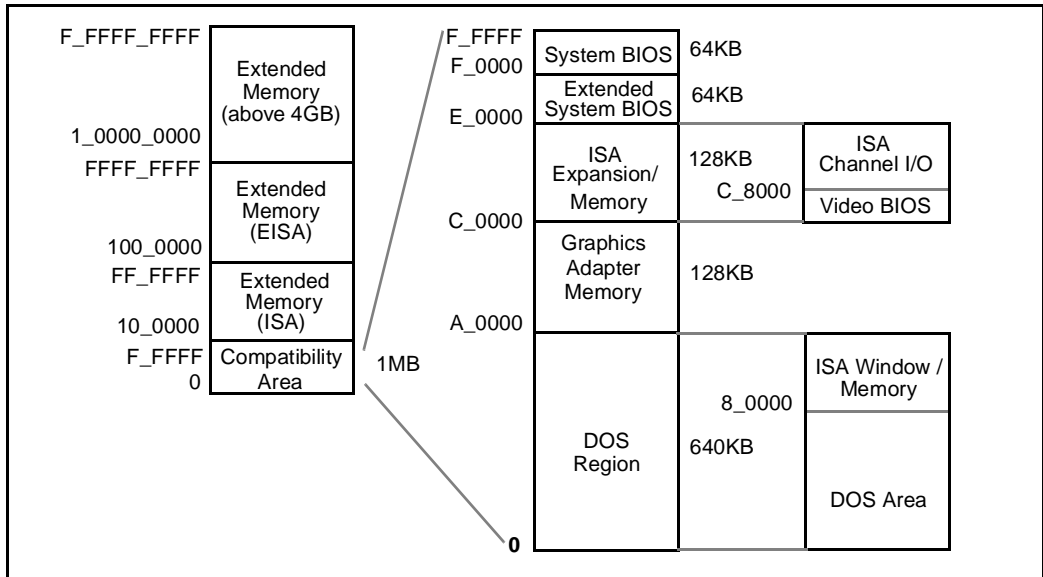 F_FFFF_FFFF
Extended
Memory
(above 4GB)
1_0000_0000
FFFF_FFFF
Extended
Memory
(EISA)
100_0000
FF_FFFF
Extended
Memory
(ISA)
10_0000
F_FFFF
Compatibility
Area
0
1MB
F_FFFF
System BIOS
64KB
F_0000
Extended
System BIOS
64KB
E_0000
ISA
Expansion/
Memory
128KB
ISA
Channel I/O
C_8000
Video BIOS
C_0000
Graphics
Adapter
Memory
128KB
A_0000
ISA Window /
Memory
8_0000
DOS
Region
640KB
DOS Area
0